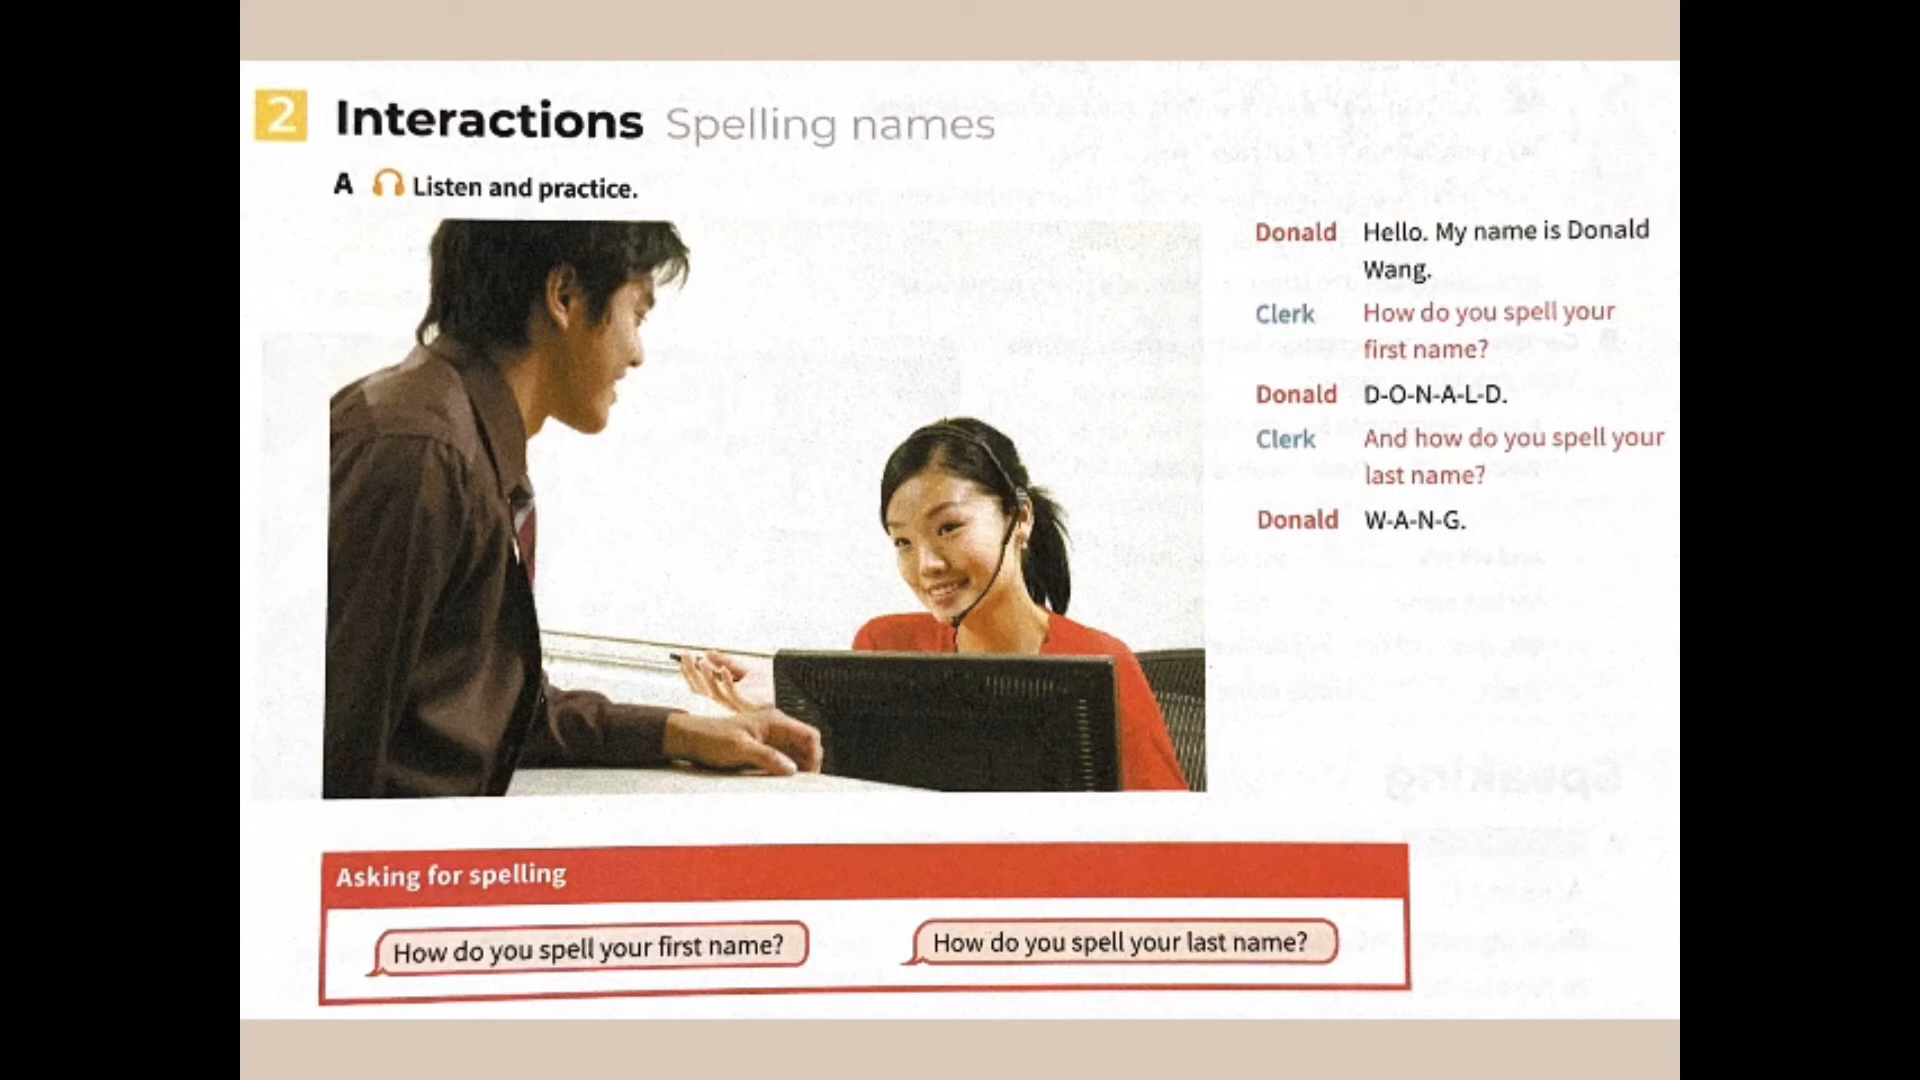 2 Interactions Spelling names
A Listen and practice.
Donald Hello. My name is Donald
Wang.
Clerk How do you spell your
first name?
Donald D-O-N-A-L-D.
Clerk And how do you spell your
last name?
Donald W-A-N-G.
Asking for spelling
How do you spell your first name? How do you spell your last name?